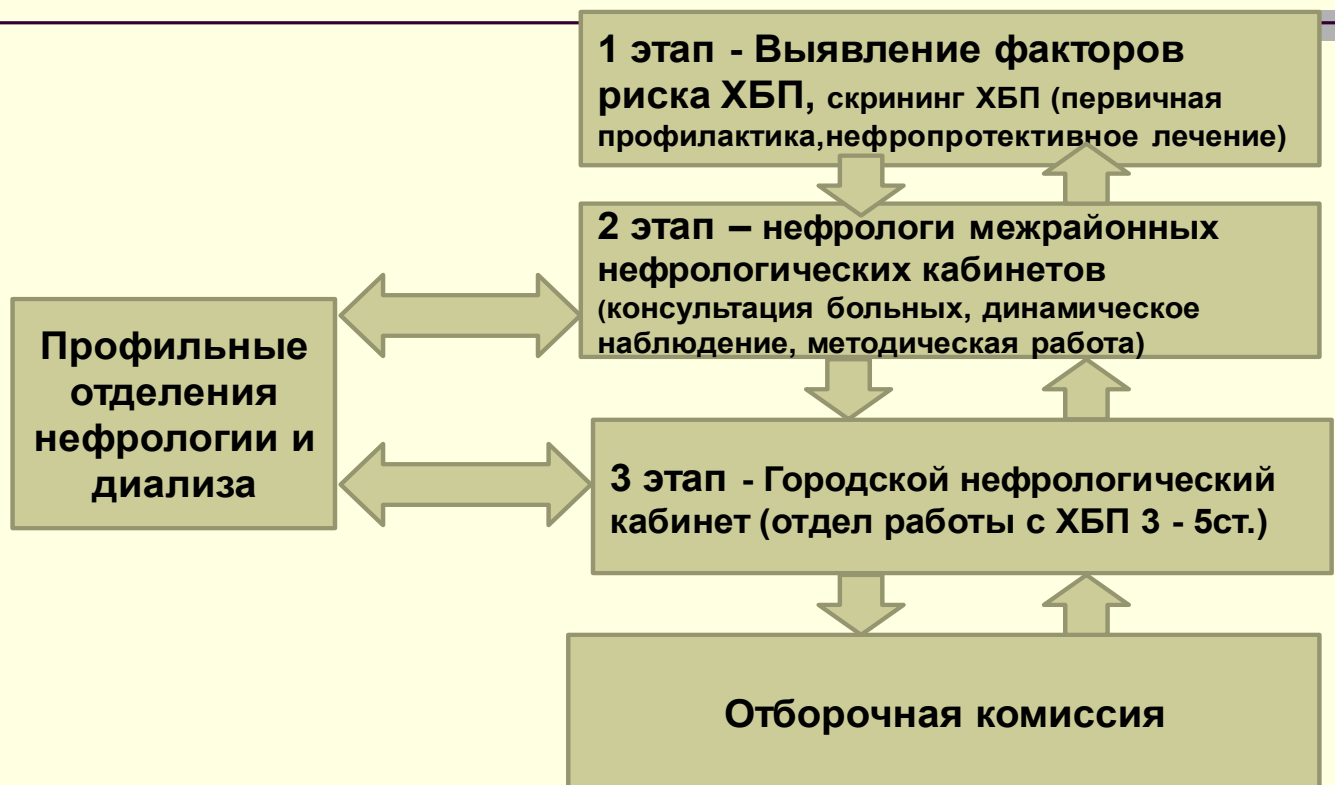 1 этап - Выявление факторов
риска ХБП, скрининг ХБП (первичная
профилактика,нефропротективное лечение)
2 этап – нефрологи межрайонных
нефрологических кабинетов
(консультация больных, динамическое
наблюдение, методическая работа)
Профильные
отделения
нефрологии и
диализа
3 этап - Городской нефрологический
кабинет (отдел работы с ХБП 3 - 5ст.)
Отборочная комиссия